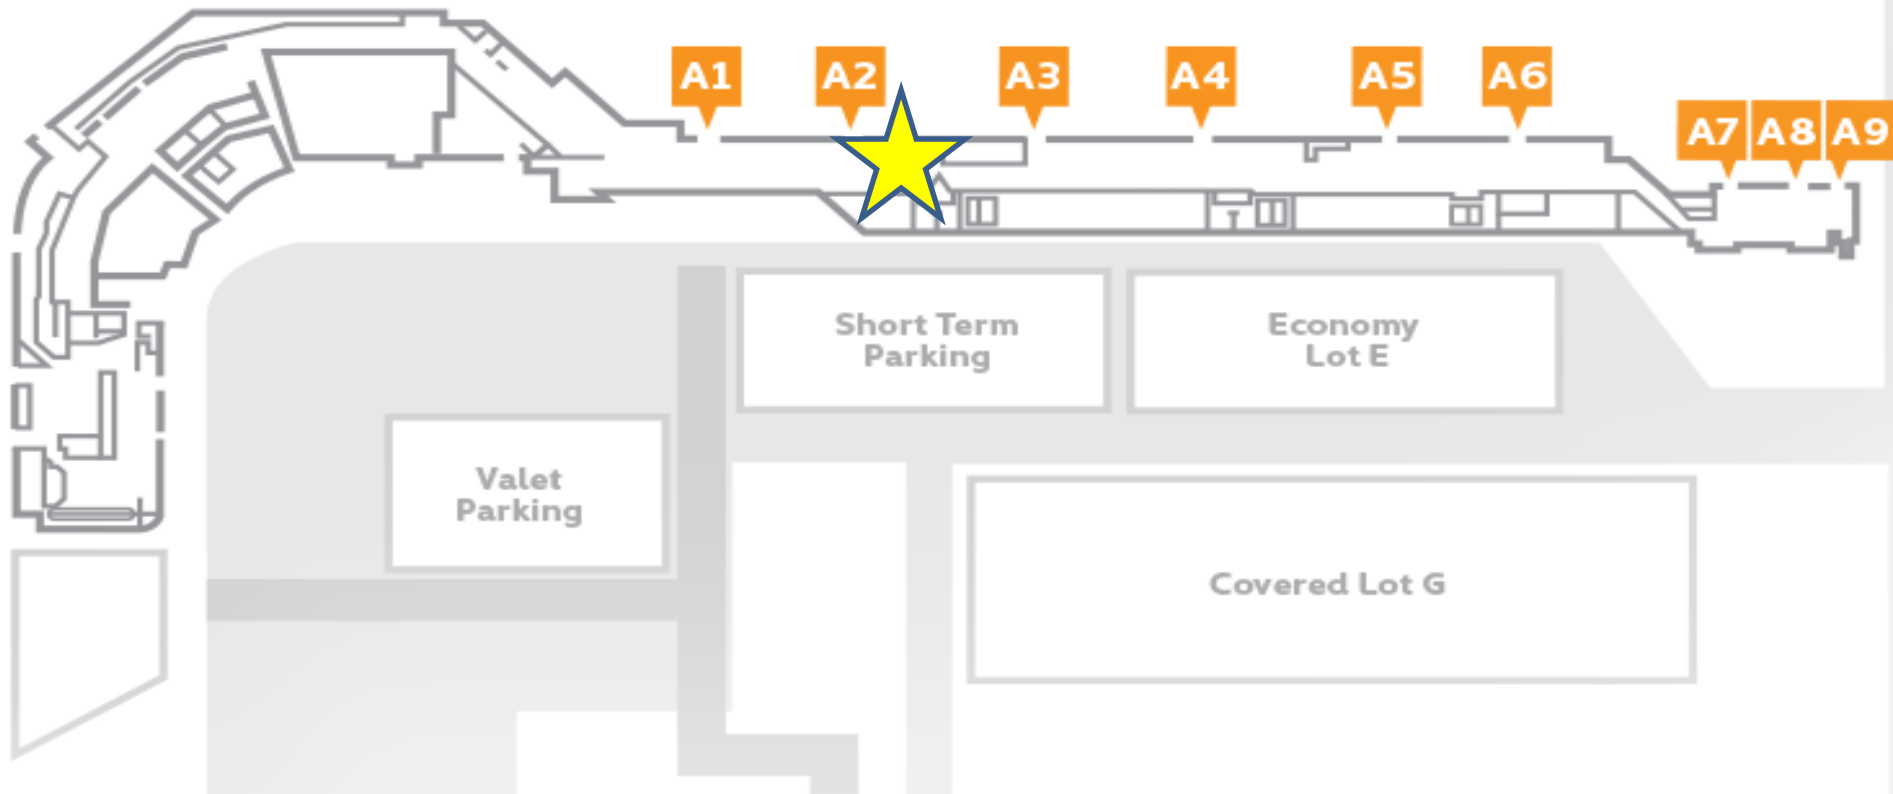 A1
A2
A3
A4
A5
A6
A7
A8
A9
Short Term
Parking
Economy
Lot E
Valet
Parking
Covered Lot G